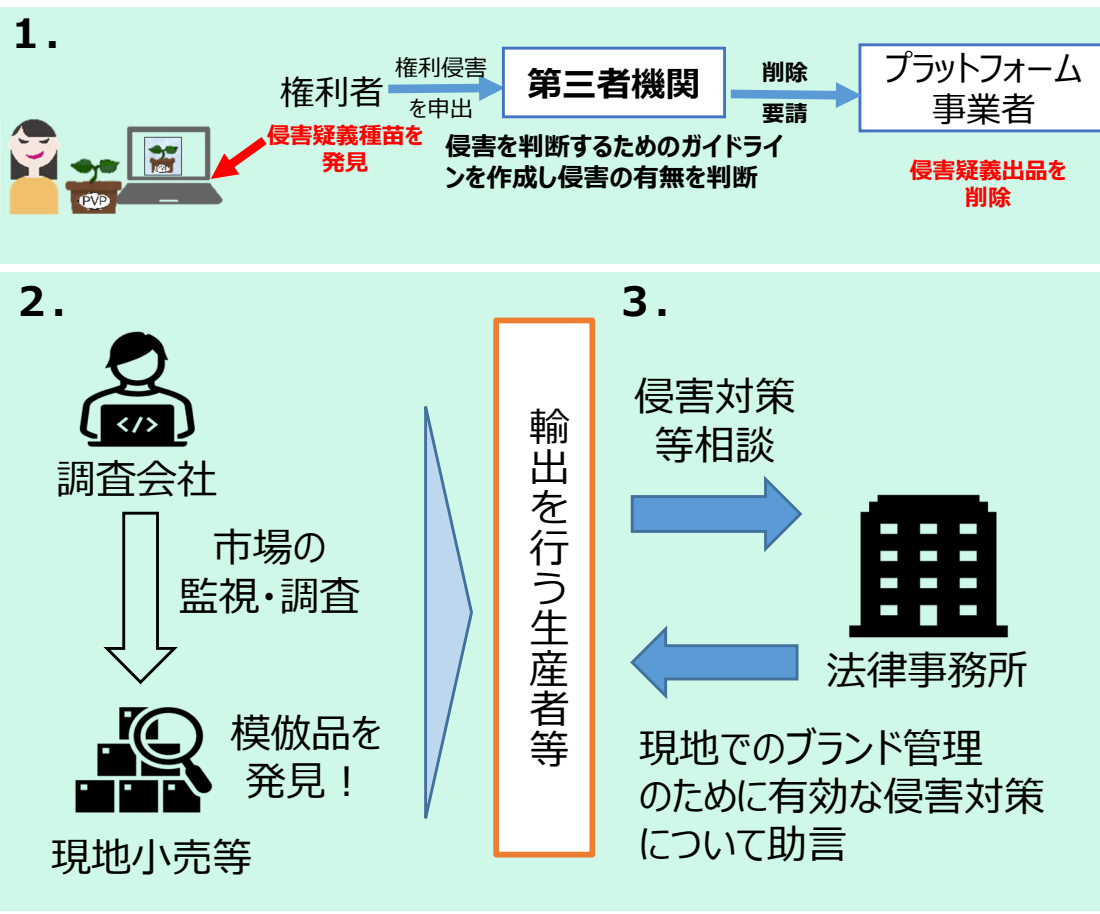 1.
権利者
権利侵害
を申出
第三者機関
削除
要請
プラットフォーム
事業者
侵害疑義種苗を
発見
侵害を判断するためのガイドライ
ンを作成し侵害の有無を判断
侵害疑義出品を
削除
PVP
PVP
2.
</>
調査会社
市場の
監視・調査
模倣品を
発見！
現地小売等
輸出を行う生産者等
3.
侵害対策
等相談
法律事務所
現地でのブランド管理
のために有効な侵害対策
について助言